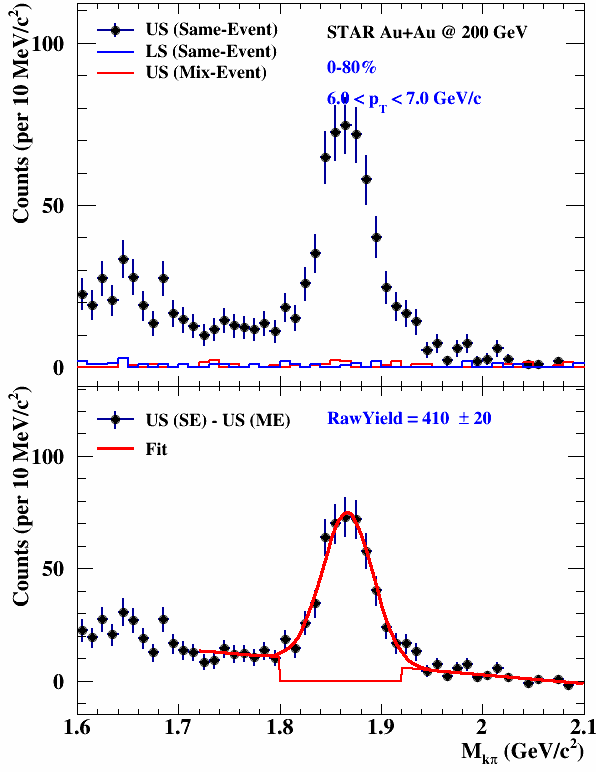 US (Same-Event)
LS (Same-Event)
US (Mix-Event)
STAR Au+Au @ 200 GeV
0-80%
6.0 < p_T < 7.0 GeV/c
Counts (per 10 MeV/c²)
100
50
0
US (SE) - US (ME)
Fit
RawYield = 410 ± 20
Counts (per 10 MeV/c²)
100
50
0
1.6 1.7 1.8 1.9 2 2.1
M_kπ (GeV/c²)